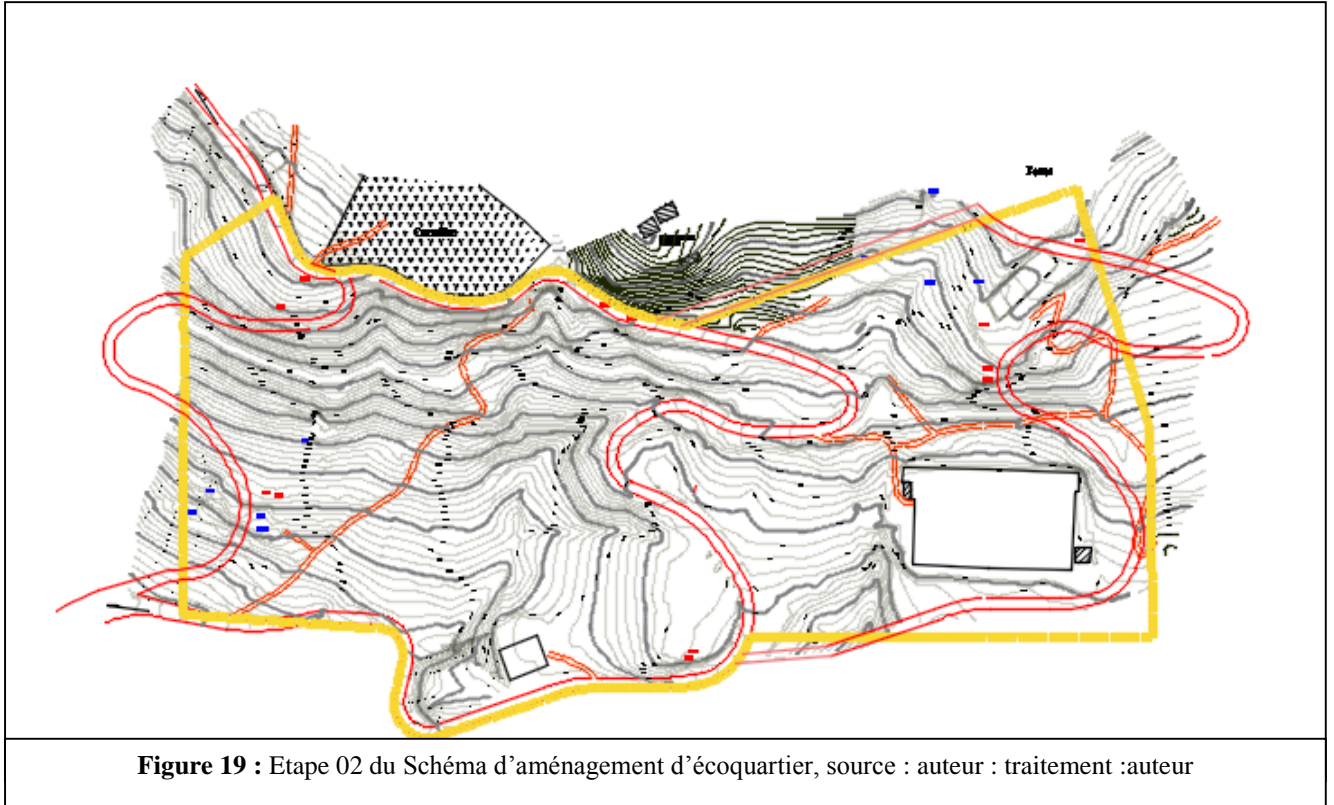 Figure 19 : Etape 02 du Schéma d’aménagement d’écoquartier, source : auteur : traitement :auteur